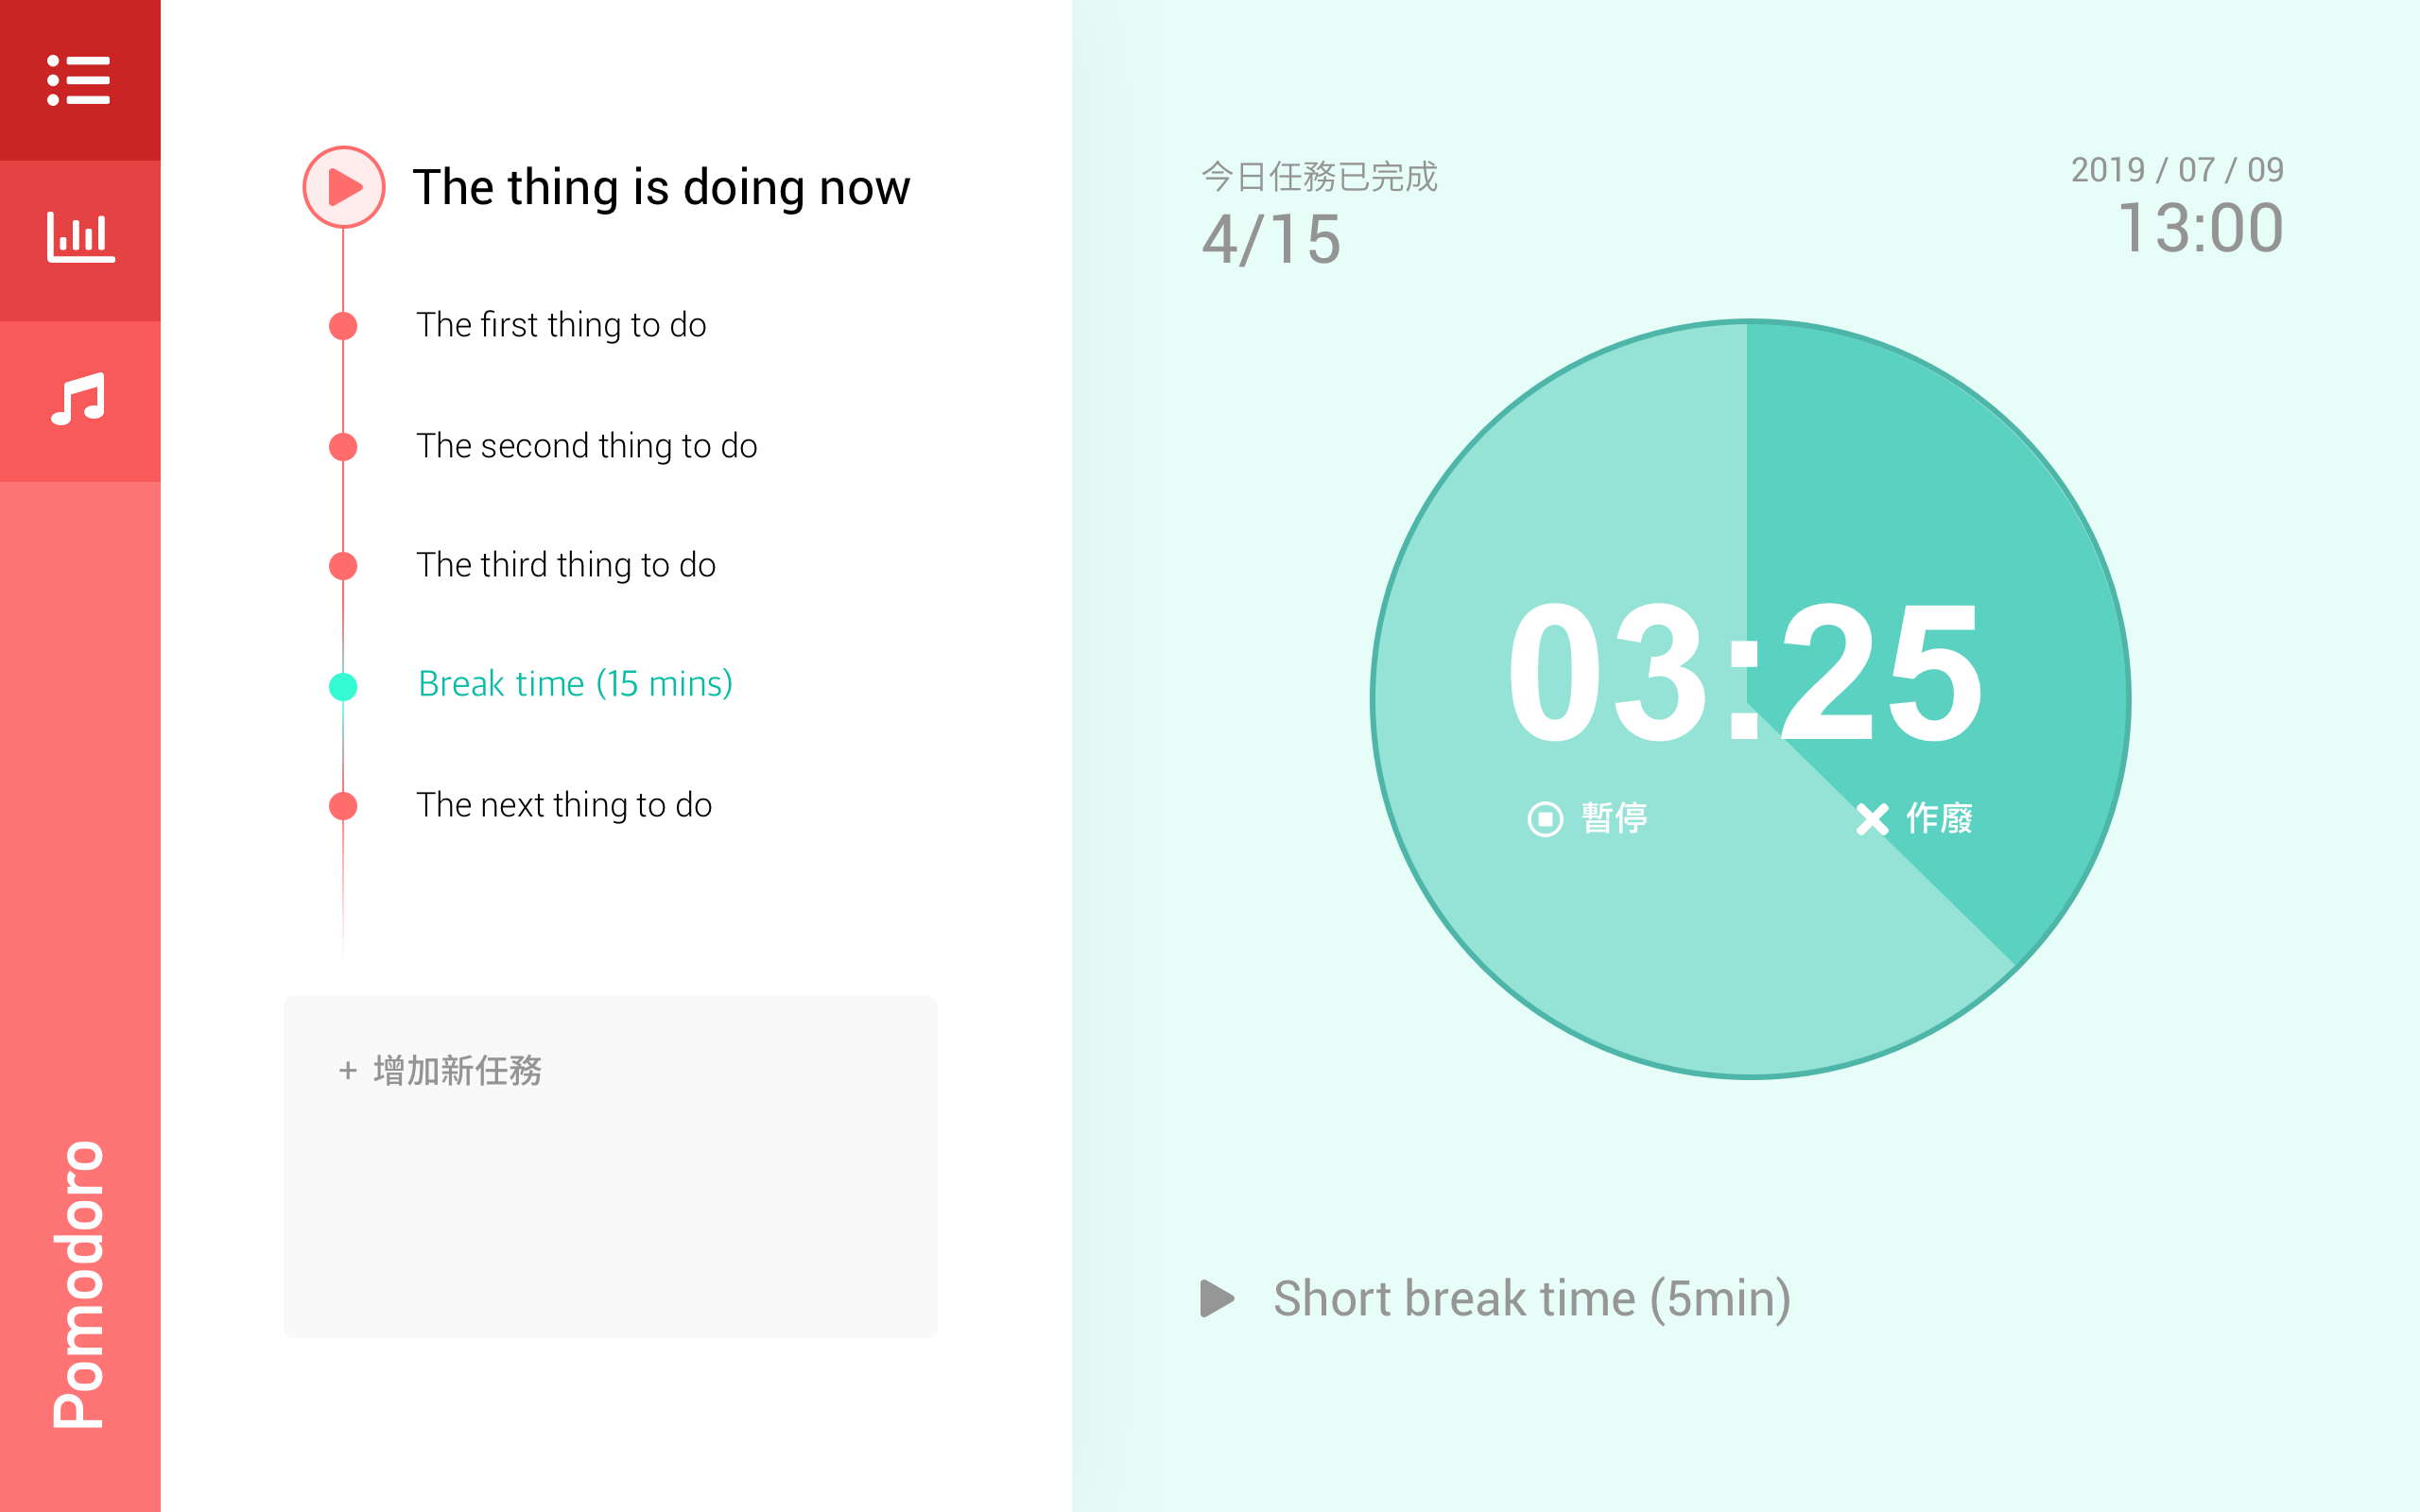 The thing is doing now
The first thing to do
The second thing to do
The third thing to do
Break time (15 mins)
The next thing to do
+ 增加新任務
Pomodoro
今日任務已完成
4/15
2019 / 07 / 09
13:00
03:25
暫停
作廢
Short break time (5min)